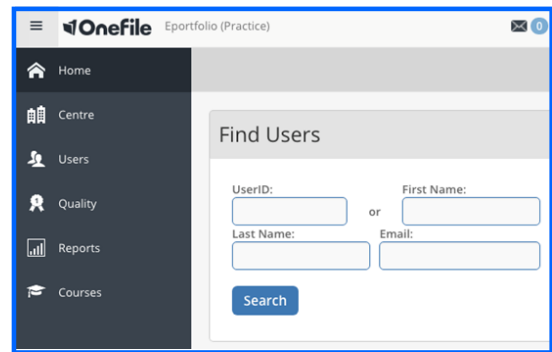 Onefile Eportfolio (Practice) 0
Home
Centre
Users
Quality
Reports
Courses
Find Users
UserID: or First Name:
Last Name: Email:
Search